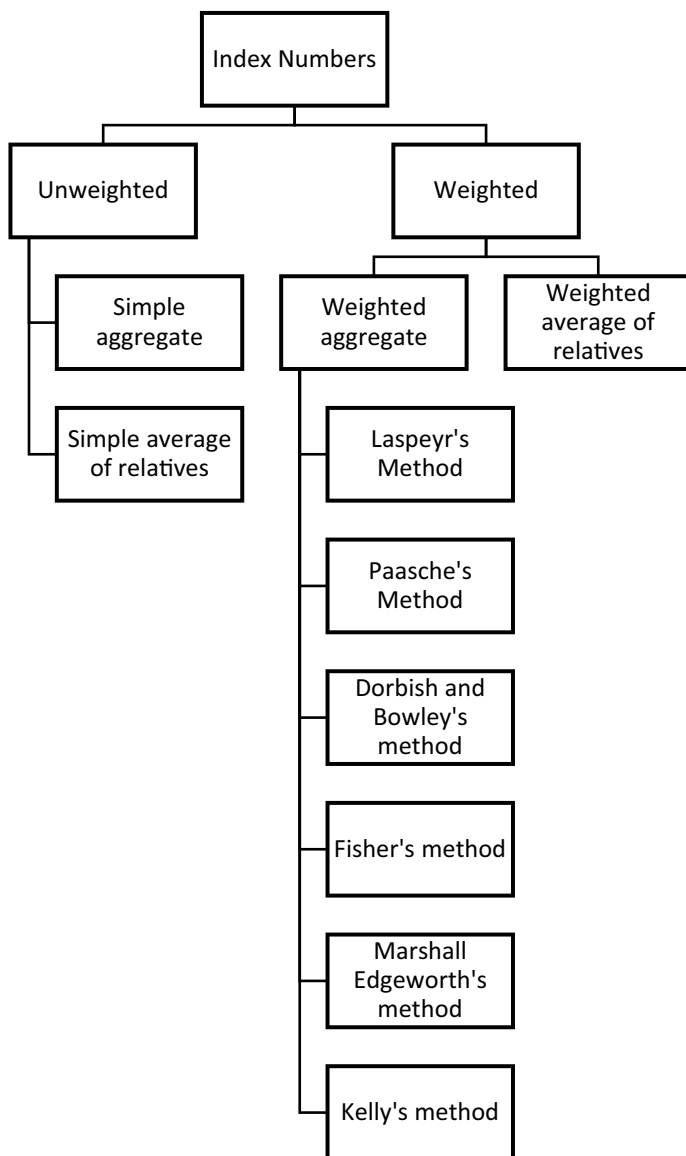 Index Numbers
Unweighted
Weighted
Simple
aggregate
Weighted
aggregate
Weighted
average of
relatives
Simple average
of relatives
Laspeyr's
Method
Paasche's
Method
Dorbish and
Bowley's
method
Fisher's method
Marshall
Edgeworth's
method
Kelly's method